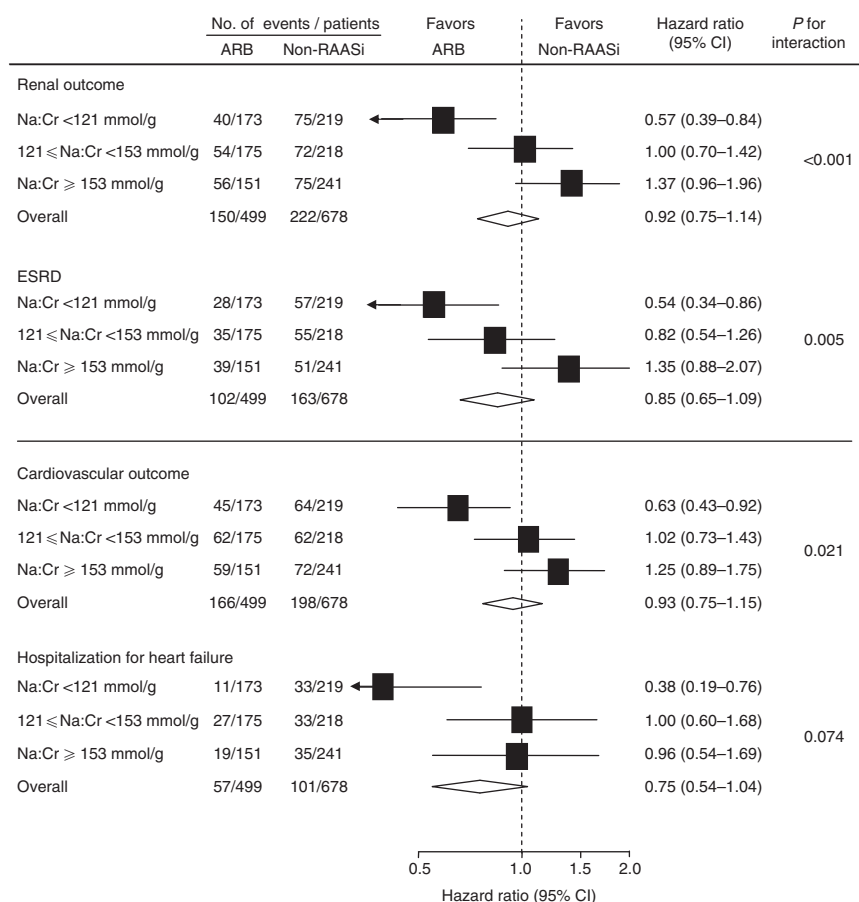 No. of events / patients Favors Favors Hazard ratio P for
ARB Non-RAASi ARB Non-RAASi (95% CI) interaction
Renal outcome
Na:Cr <121 mmol/g 40/173 75/219 0.57 (0.39–0.84)
121 ⩽ Na:Cr <153 mmol/g 54/175 72/218 1.00 (0.70–1.42)
<0.001
Na:Cr ⩾ 153 mmol/g 56/151 75/241 1.37 (0.96–1.96)
Overall 150/499 222/678 0.92 (0.75–1.14)
ESRD
Na:Cr <121 mmol/g 28/173 57/219 0.54 (0.34–0.86)
121 ⩽ Na:Cr <153 mmol/g 35/175 55/218 0.82 (0.54–1.26) 0.005
Na:Cr ⩾ 153 mmol/g 39/151 51/241 1.35 (0.88–2.07)
Overall 102/499 163/678 0.85 (0.65–1.09)
Cardiovascular outcome
Na:Cr <121 mmol/g 45/173 64/219 0.63 (0.43–0.92)
121 ⩽ Na:Cr <153 mmol/g 62/175 62/218 1.02 (0.73–1.43)
0.021
Na:Cr ⩾ 153 mmol/g 59/151 72/241 1.25 (0.89–1.75)
Overall 166/499 198/678 0.93 (0.75–1.15)
Hospitalization for heart failure
Na:Cr <121 mmol/g 11/173 33/219 0.38 (0.19–0.76)
121 ⩽ Na:Cr <153 mmol/g 27/175 33/218 1.00 (0.60–1.68)
0.074
Na:Cr ⩾ 153 mmol/g 19/151 35/241 0.96 (0.54–1.69)
Overall 57/499 101/678 0.75 (0.54–1.04)
0.5 1.0 1.5 2.0
Hazard ratio (95% CI)